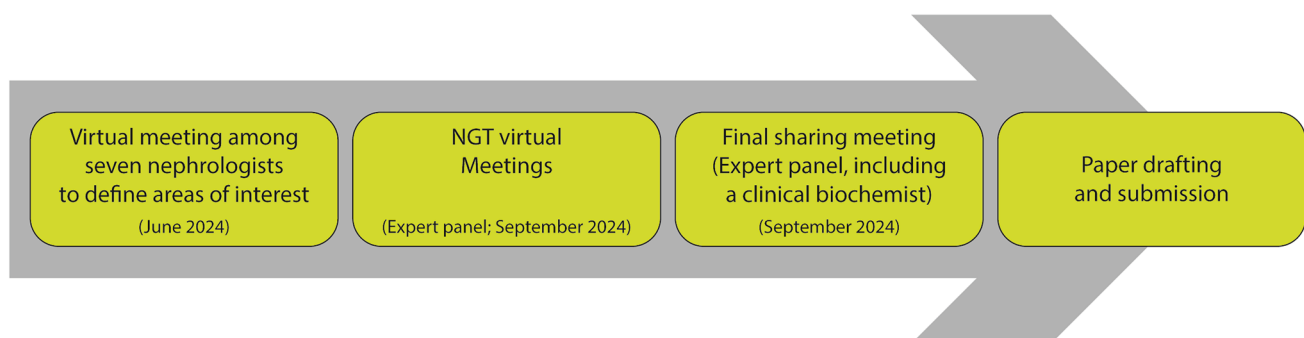 Virtual meeting among
seven nephrologists
to define areas of interest
(June 2024)
NGT virtual
Meetings
(Expert panel; September 2024)
Final sharing meeting
(Expert panel, including
a clinical biochemist)
(September 2024)
Paper drafting
and submission